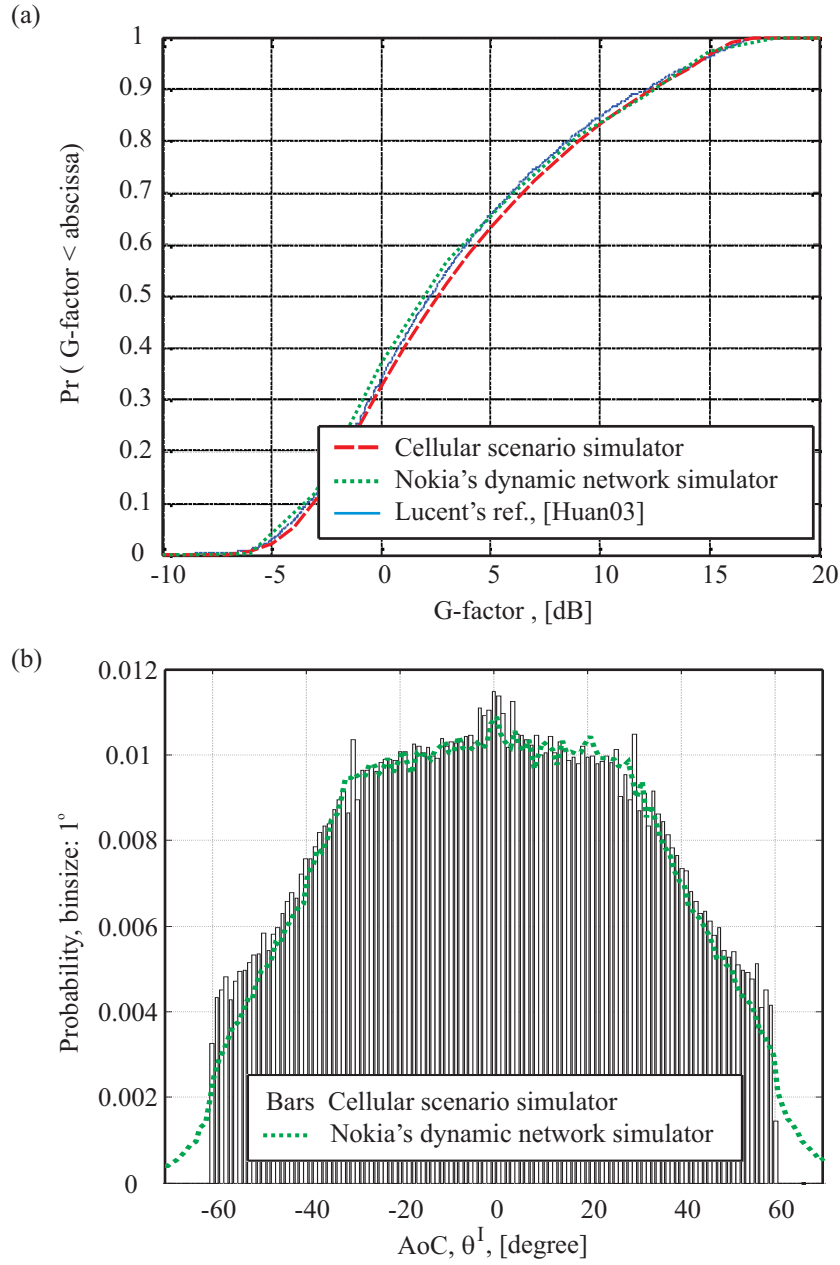 (a)
1
0.9
0.8
0.7
0.6
0.5
0.4
0.3
0.2
0.1
0
Pr ( G-factor < abscissa)
Cellular scenario simulator
Nokia's dynamic network simulator
Lucent's ref., [Huan03]
-10 -5 0 5 10 15 20
G-factor , [dB]
(b)
0.012
0.01
0.008
0.006
0.004
0.002
0
Probability, binsize: 1°
Bars Cellular scenario simulator
Nokia's dynamic network simulator
-60 -40 -20 0 20 40 60
AoC, θ^I, [degree]